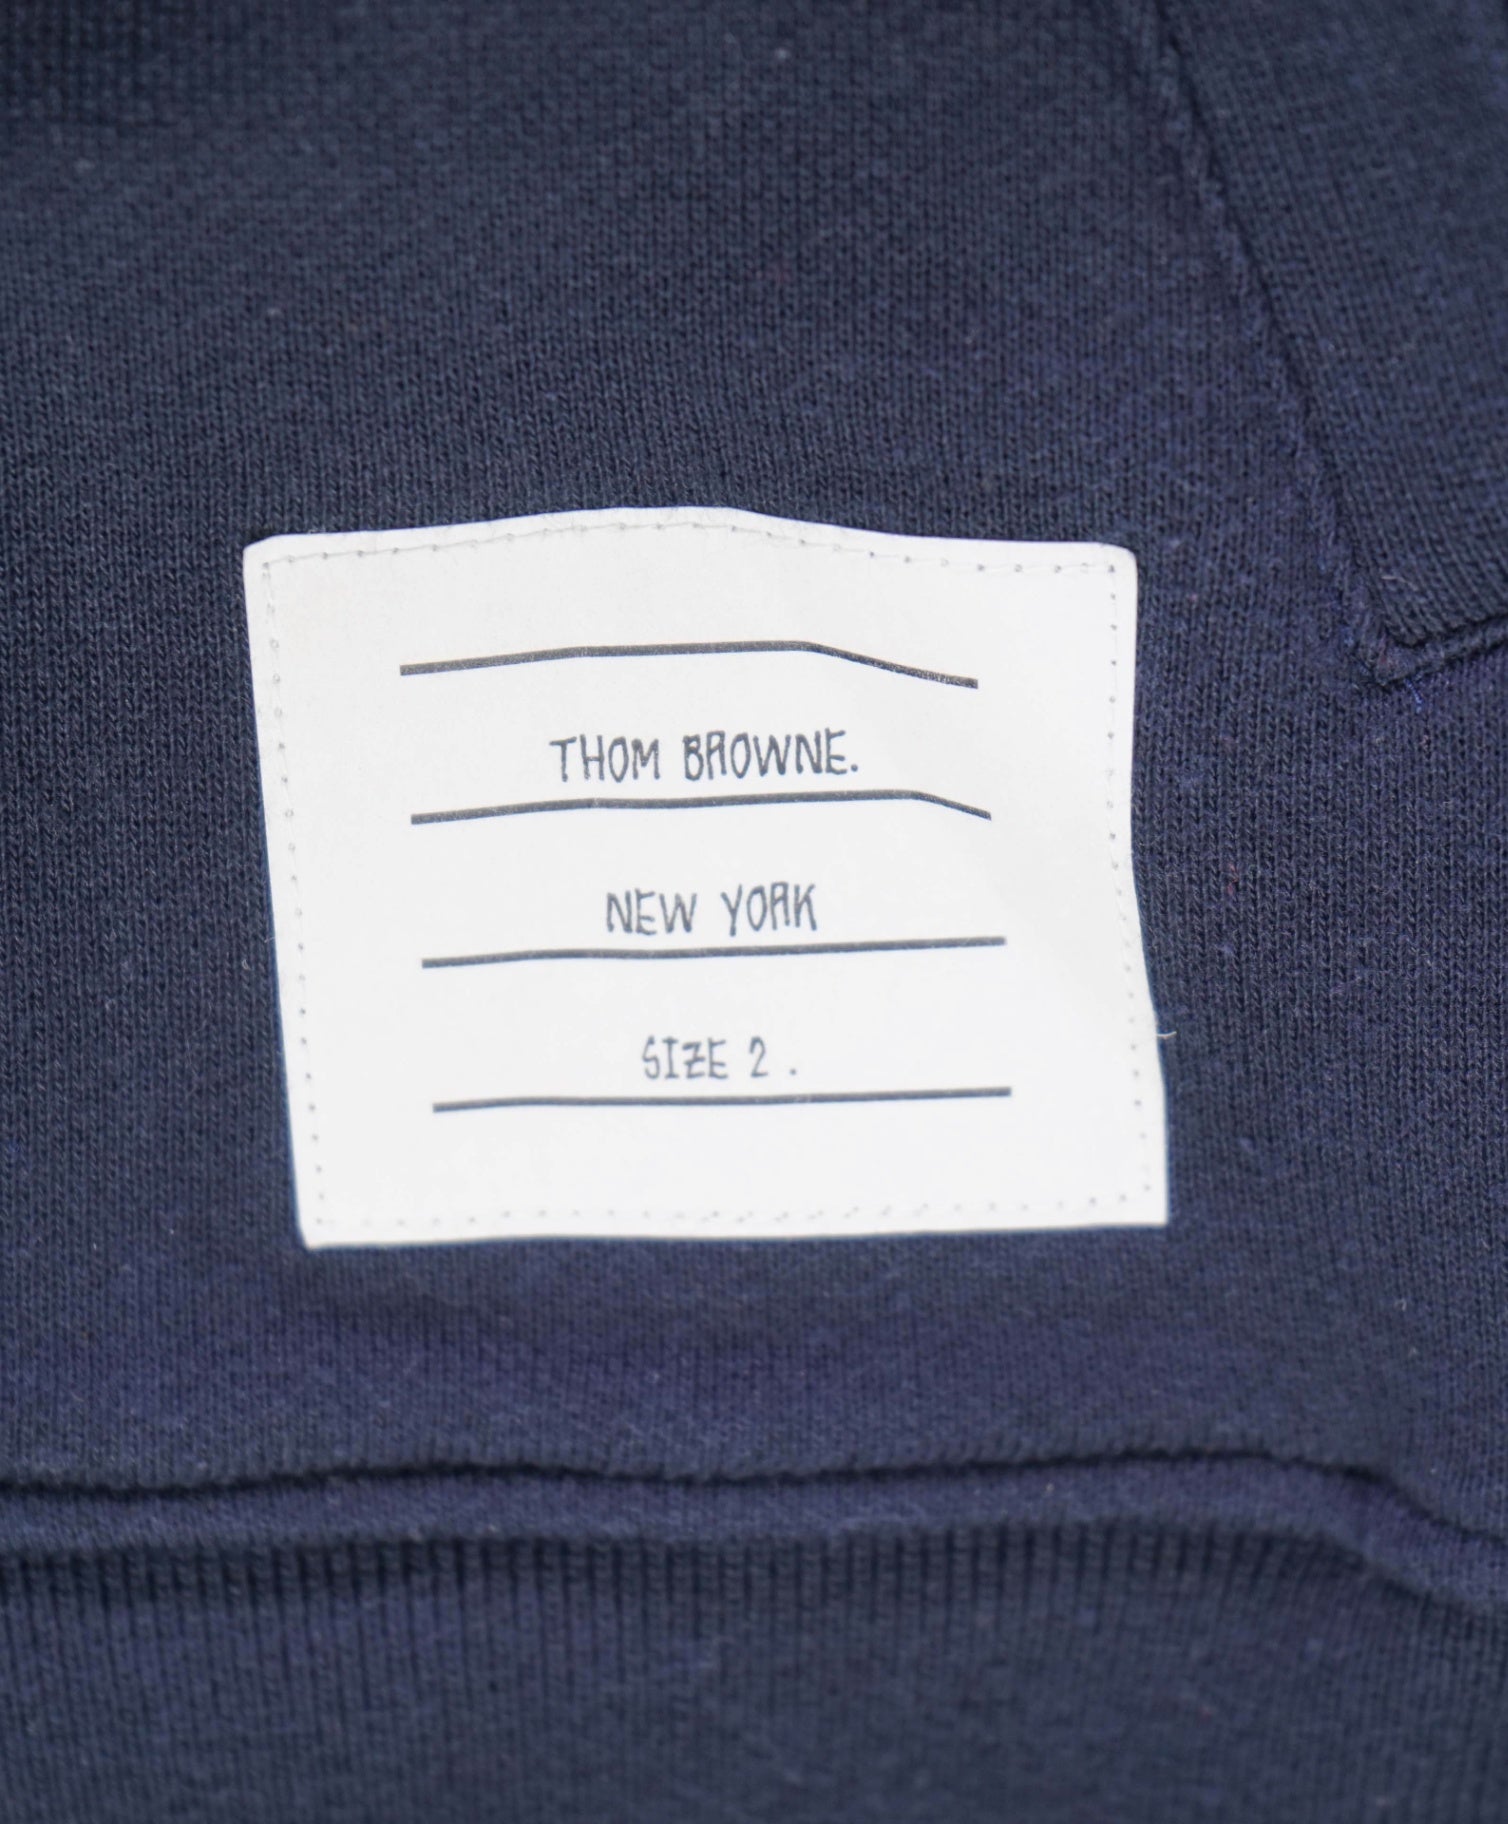 THOM BROWNE.
NEW YORK
SIZE 2 .